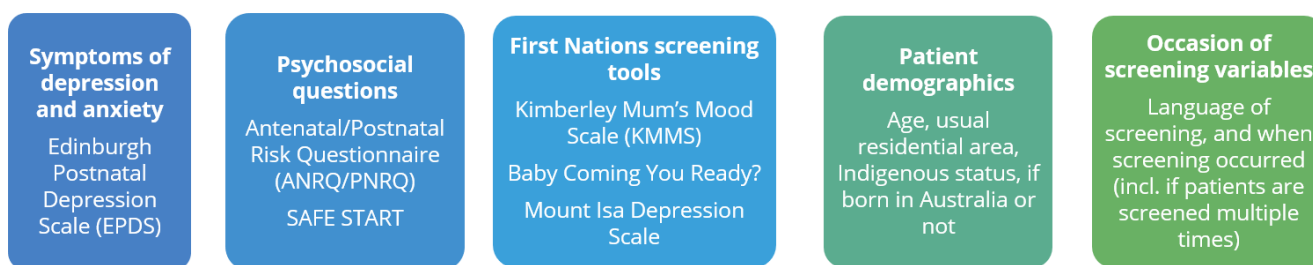 Symptoms of
depression
and anxiety
Edinburgh
Postnatal
Depression
Scale (EPDS)
Psychosocial
questions
Antenatal/Postnatal
Risk Questionnaire
(ANRQ/PNRQ)
SAFE START
First Nations screening
tools
Kimberley Mum's Mood
Scale (KMMS)
Baby Coming You Ready?
Mount Isa Depression
Scale
Patient
demographics
Age, usual
residential area,
Indigenous status, if
born in Australia or
not
Occasion of
screening variables
Language of
screening, and when
screening occurred
(incl. if patients are
screened multiple
times)